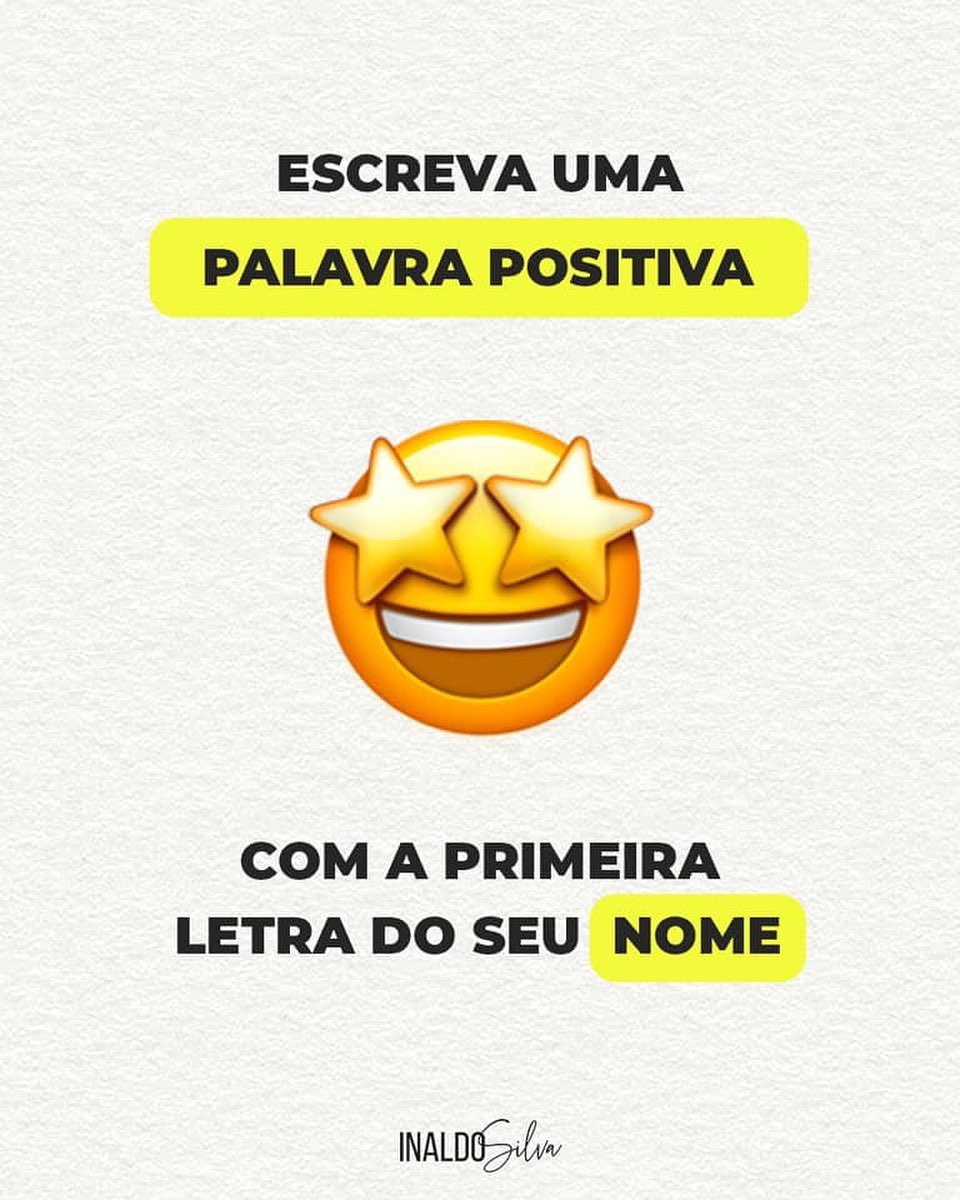 ESCREVA UMA
PALAVRA POSITIVA
COM A PRIMEIRA
LETRA DO SEU NOME
INALDO Silva